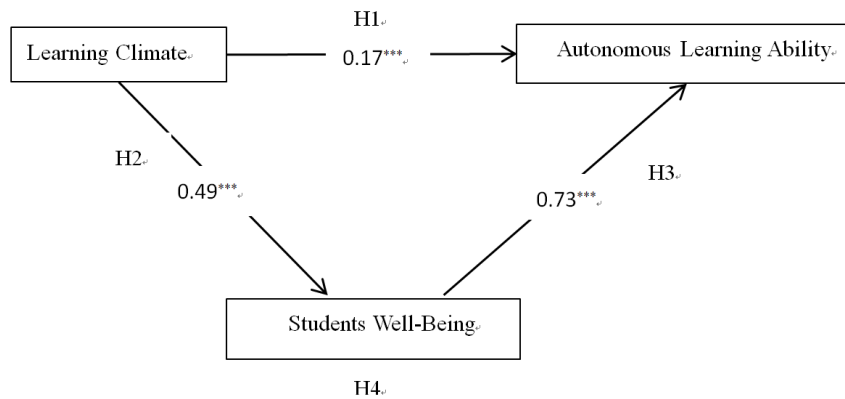 H1
Learning Climate
0.17***
Autonomous Learning Ability
H2
0.49***
0.73***
H3
Students Well-Being
H4